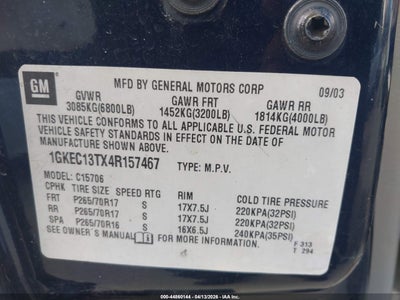 GM
MFD BY GENERAL MOTORS CORP
09/03
GVWR GAWR FRT GAWR RR
3085KG(6800LB) 1452KG(3200LB) 1814KG(4000LB)
THIS VEHICLE CONFORMS TO ALL APPLICABLE U.S. FEDERAL MOTOR
VEHICLE SAFETY STANDARDS IN EFFECT ON THE DATE OF
MANUFACTURE SHOWN ABOVE.
1GKEC13TX4R157467 TYPE: M.P.V.
MODEL: C15706
CPHK TIRE SIZE SPEED RTG RIM COLD TIRE PRESSURE
FRT P265/70R17 S 17X7.5J 220KPA(32PSI)
RR P265/70R17 S 17X7.5J 220KPA(32PSI)
SPA P265/70R16 S 16X6.5J 240KPA(35PSI)
SEE OWNER'S MANUAL FOR ADDITIONAL INFORMATION.
F 313
T 294
000-44860144 - 04/13/2026 -